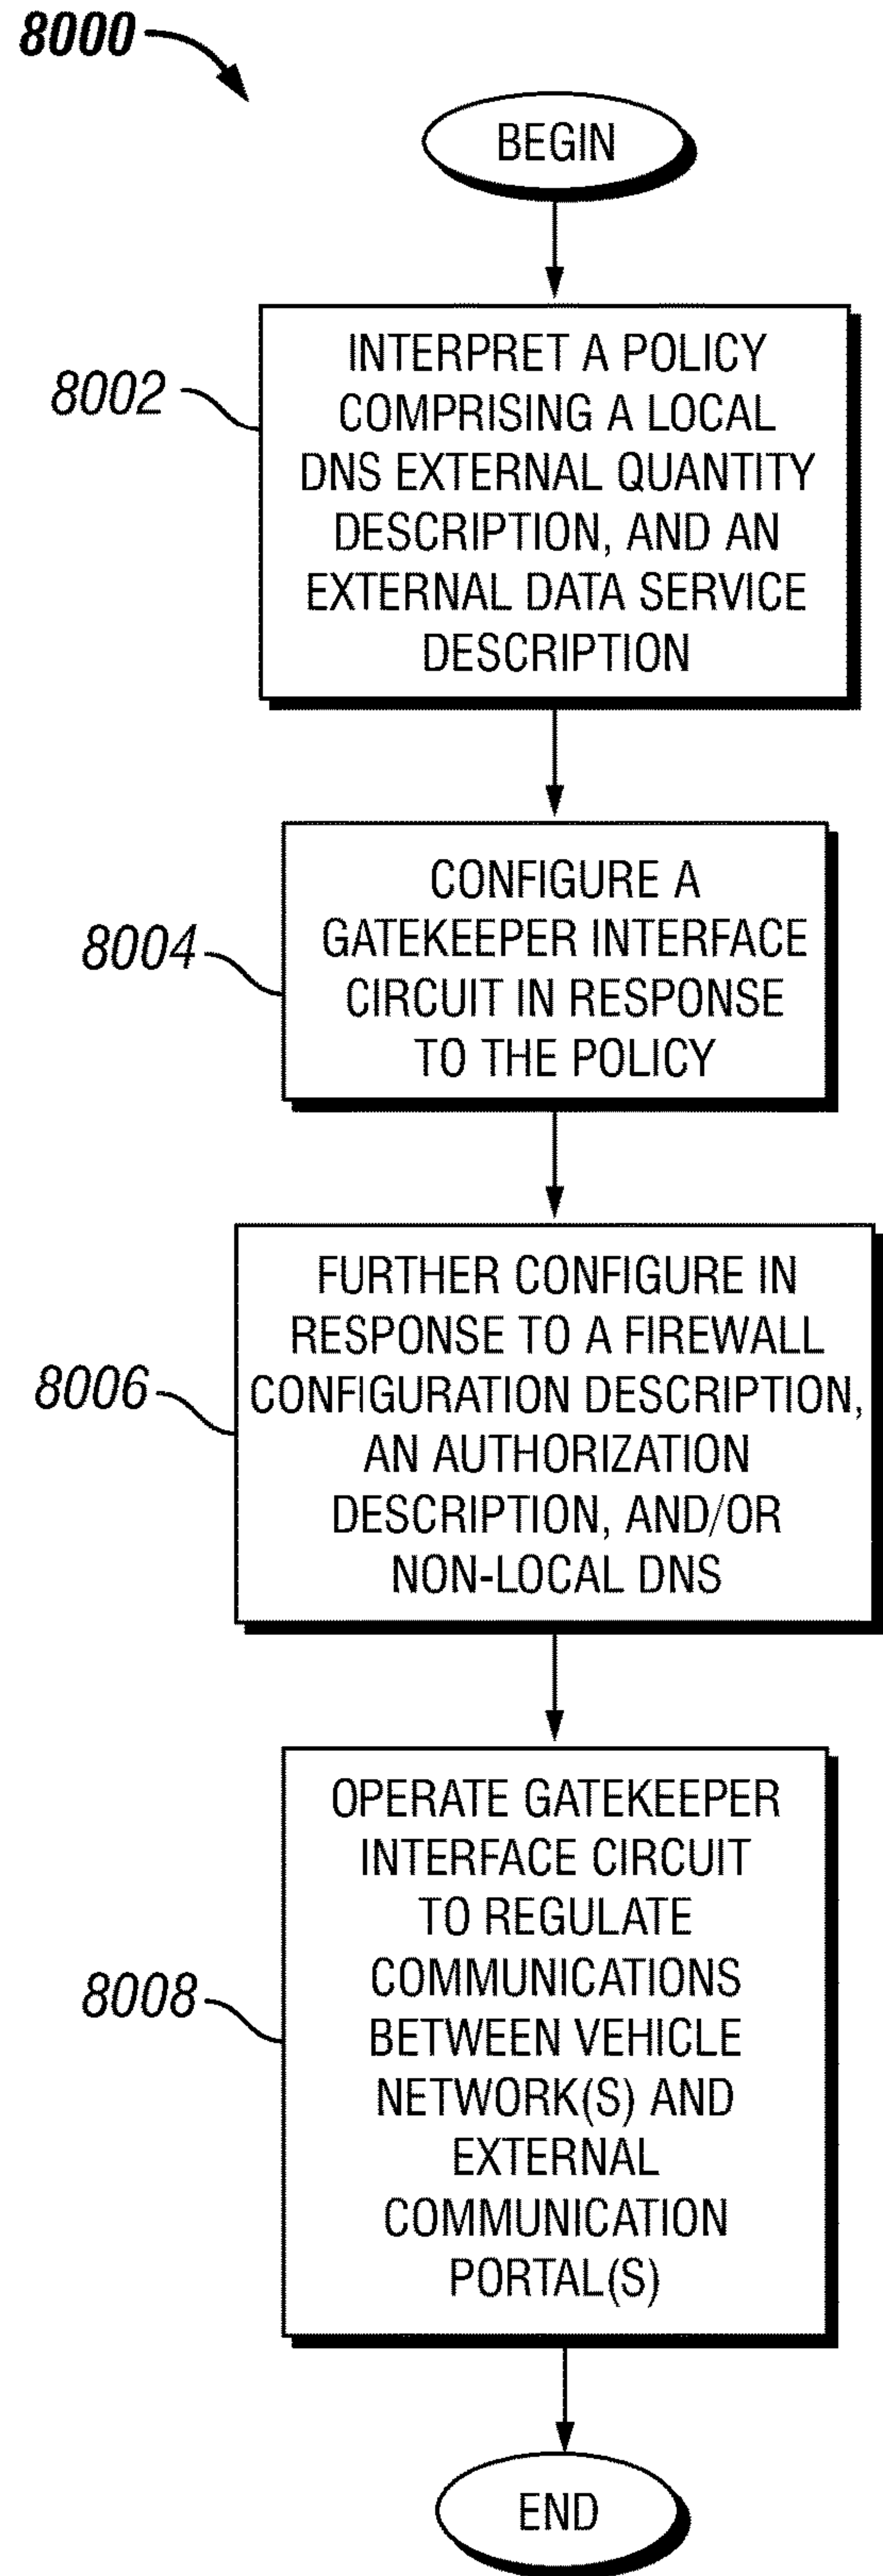 8000
BEGIN
8002
INTERPRET A POLICY
COMPRISING A LOCAL
DNS EXTERNAL QUANTITY
DESCRIPTION, AND AN
EXTERNAL DATA SERVICE
DESCRIPTION
8004
CONFIGURE A
GATEKEEPER INTERFACE
CIRCUIT IN RESPONSE
TO THE POLICY
8006
FURTHER CONFIGURE IN
RESPONSE TO A FIREWALL
CONFIGURATION DESCRIPTION,
AN AUTHORIZATION
DESCRIPTION, AND/OR
NON-LOCAL DNS
8008
OPERATE GATEKEEPER
INTERFACE CIRCUIT
TO REGULATE
COMMUNICATIONS
BETWEEN VEHICLE
NETWORK(S) AND
EXTERNAL
COMMUNICATION
PORTAL(S)
END